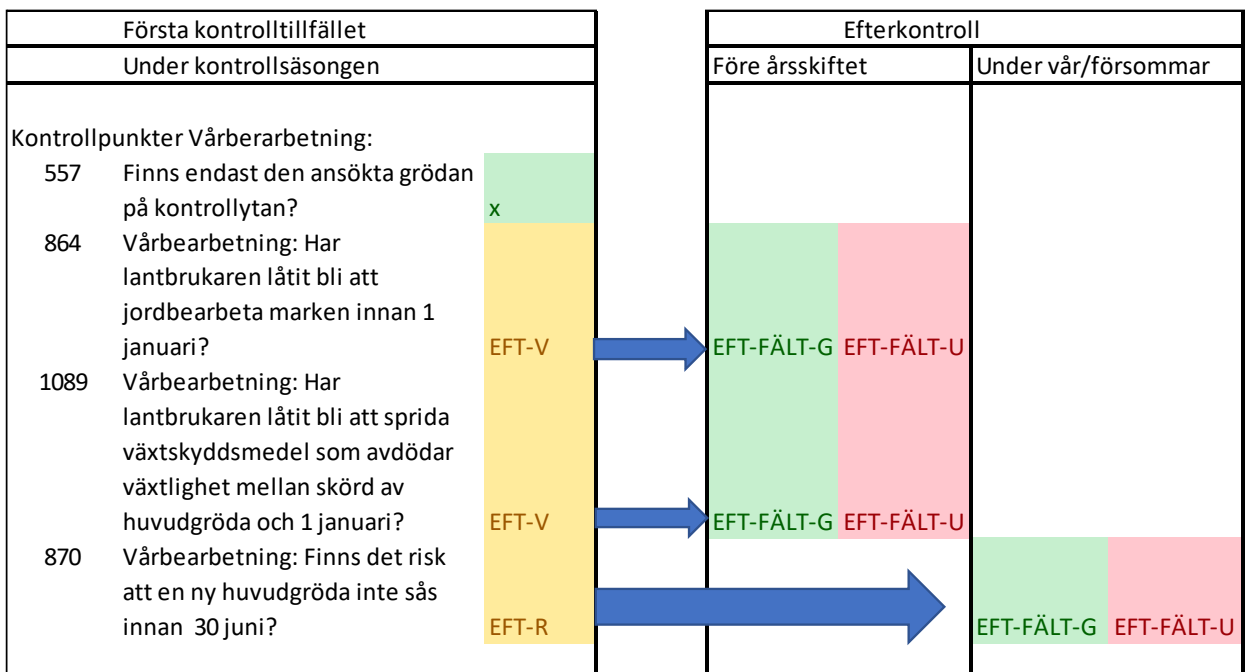 Första kontrolltillfället
Efterkontroll
Under kontrollsäsongen
Före årsskiftet
Under vår/försommar
Kontrollpunkter Vårberarbetning:
557 Finns endast den ansökta grödan
på kontrollytan? x
864 Vårbearbetning: Har
lantbrukaren låtit bli att
jordbearbeta marken innan 1
januari? EFT-V EFT-FÄLT-G EFT-FÄLT-U
1089 Vårbearbetning: Har
lantbrukaren låtit bli att sprida
växtskyddsmedel som avdödar
växtlighet mellan skörd av
huvudgröda och 1 januari? EFT-V EFT-FÄLT-G EFT-FÄLT-U
870 Vårbearbetning: Finns det risk
att en ny huvudgröda inte sås
innan 30 juni? EFT-R EFT-FÄLT-G EFT-FÄLT-U